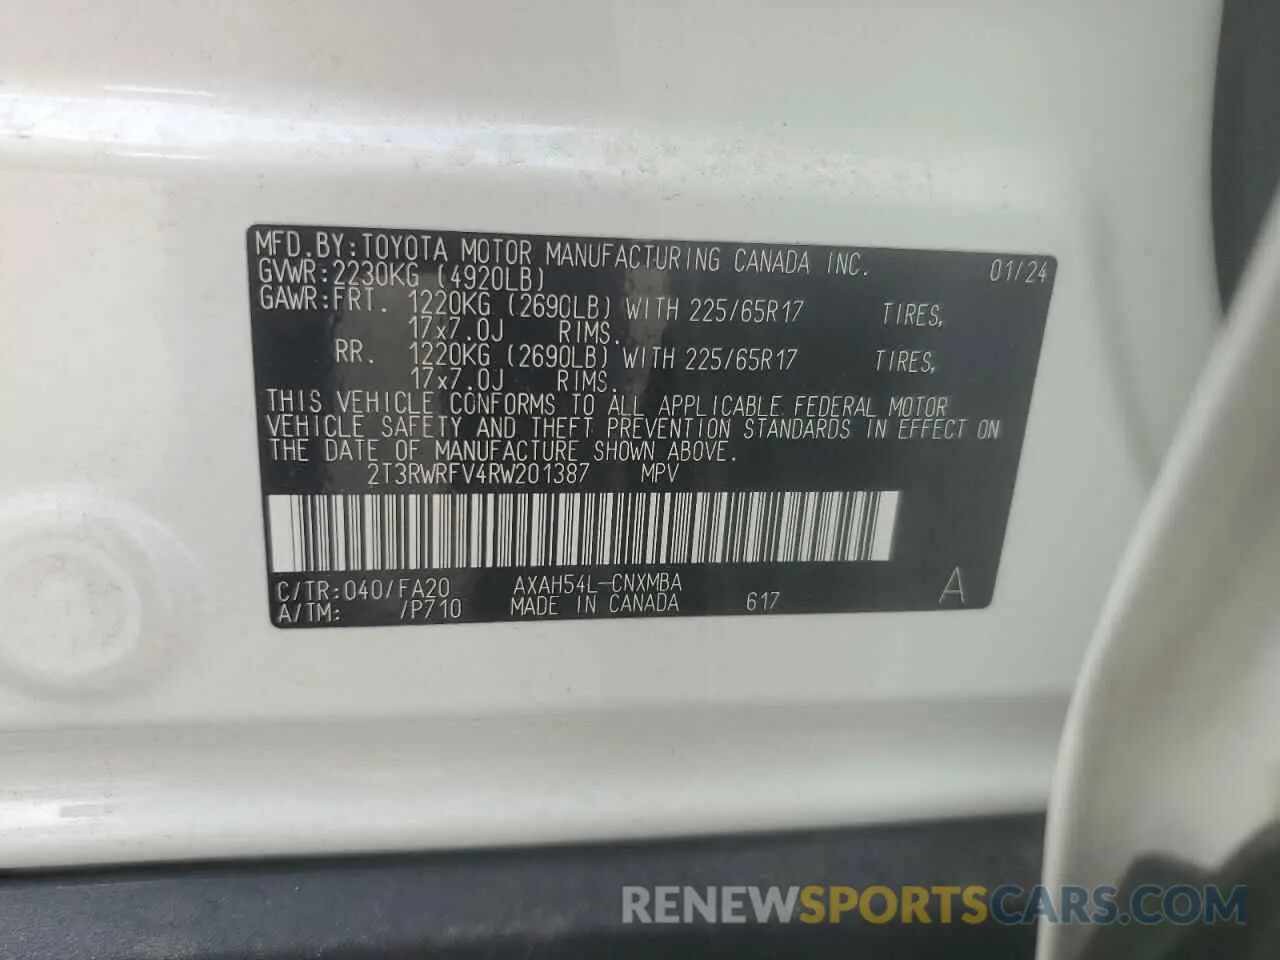 MFD.BY:TOYOTA MOTOR MANUFACTURING CANADA INC. 01/24
GVWR:2230KG (4920LB)
GAWR:FRT. 1220KG (2690LB) WITH 225/65R17 TIRES,
17x7.0J RIMS.
RR. 1220KG (2690LB) WITH 225/65R17 TIRES,
17x7.0J RIMS.
THIS VEHICLE CONFORMS TO ALL APPLICABLE FEDERAL MOTOR
VEHICLE SAFETY AND THEFT PREVENTION STANDARDS IN EFFECT ON
THE DATE OF MANUFACTURE SHOWN ABOVE.
2T3RWRFV4RW201387 MPV
C/TR:040/FA20 AXAH54L-CNXMBA
A/TM: /P710 MADE IN CANADA 617 A
RENEWSPORTSCARS.COM